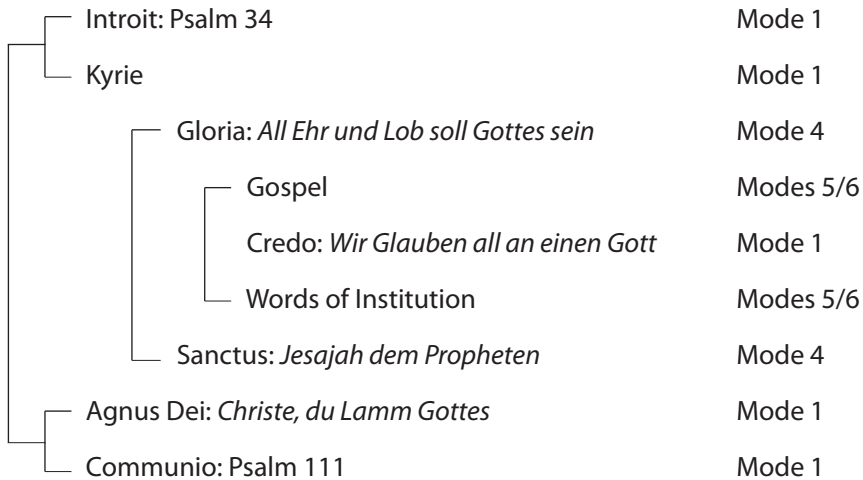 Introit: Psalm 34 Mode 1
Kyrie Mode 1
Gloria: All Ehr und Lob soll Gottes sein Mode 4
Gospel Modes 5/6
Credo: Wir Glauben all an einen Gott Mode 1
Words of Institution Modes 5/6
Sanctus: Jesajah dem Propheten Mode 4
Agnus Dei: Christe, du Lamm Gottes Mode 1
Communio: Psalm 111 Mode 1